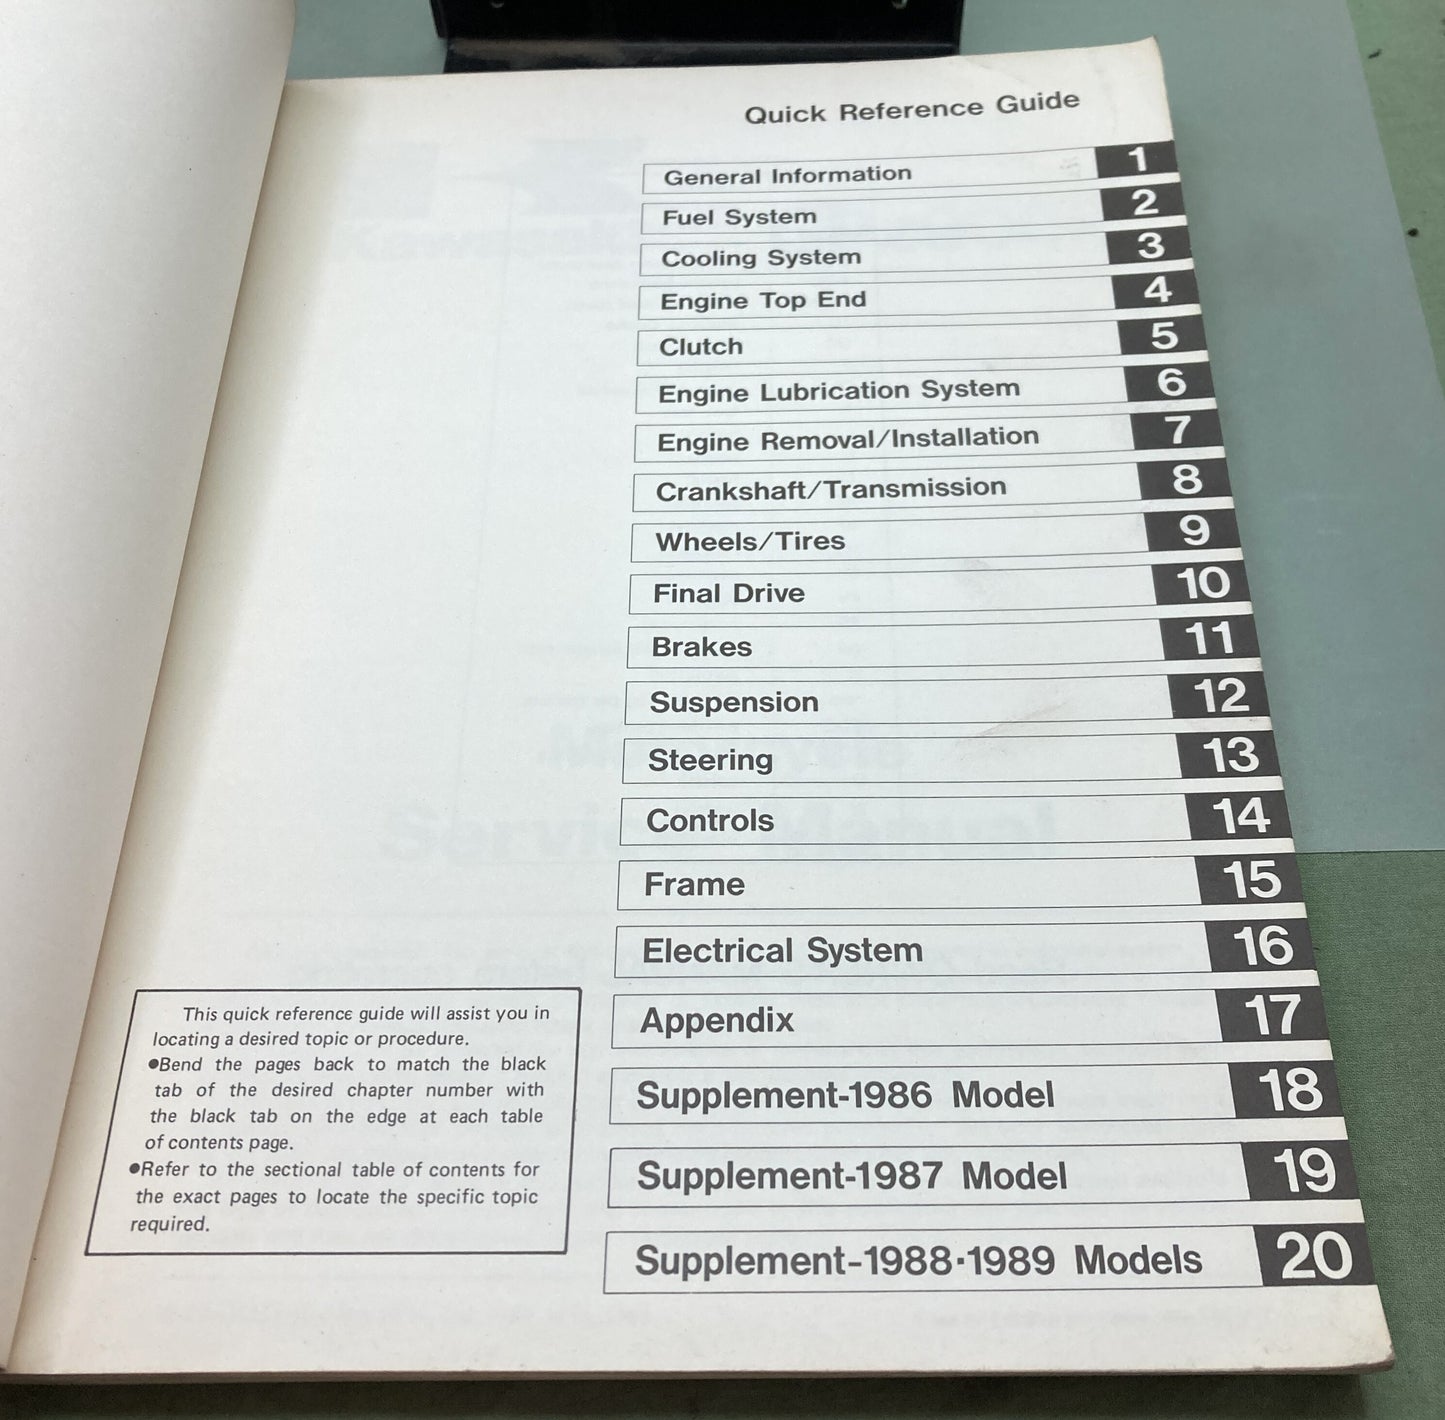 Quick Reference Guide
General Information 1
Fuel System 2
Cooling System 3
Engine Top End 4
Clutch 5
Engine Lubrication System 6
Engine Removal/Installation 7
Crankshaft/Transmission 8
Wheels/Tires 9
Final Drive 10
Brakes 11
Suspension 12
Steering 13
Controls 14
Frame 15
Electrical System 16
Appendix 17
Supplement-1986 Model 18
Supplement-1987 Model 19
Supplement-1988·1989 Models 20
This quick reference guide will assist you in
locating a desired topic or procedure.
●Bend the pages back to match the black
tab of the desired chapter number with
the black tab on the edge at each table
of contents page.
●Refer to the sectional table of contents for
the exact pages to locate the specific topic
required.